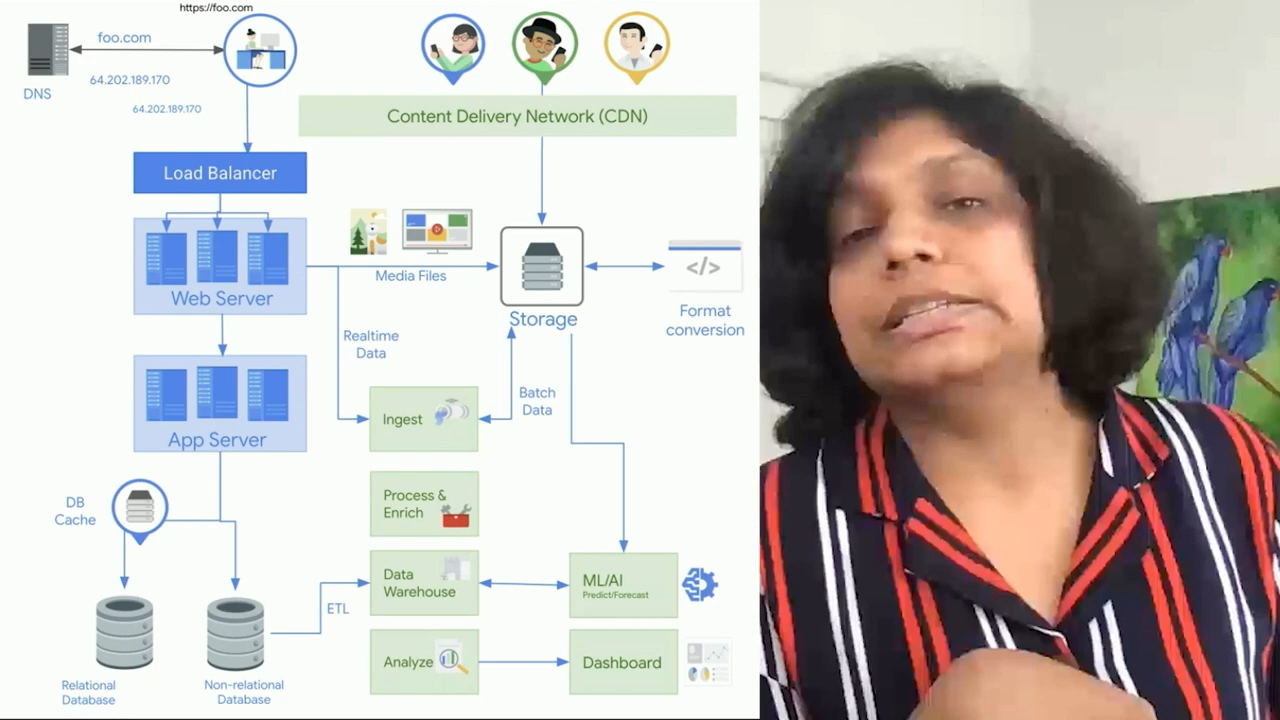 https://foo.com
foo.com
64.202.189.170
DNS
64.202.189.170
Content Delivery Network (CDN)
Load Balancer
Web Server
Media Files
Storage
</>
Format
conversion
Realtime
Data
App Server
Ingest
Batch
Data
DB
Cache
Process &
Enrich
Data
Warehouse
ML/AI
Predict/Forecast
ETL
Analyze
Dashboard
Relational
Database
Non-relational
Database